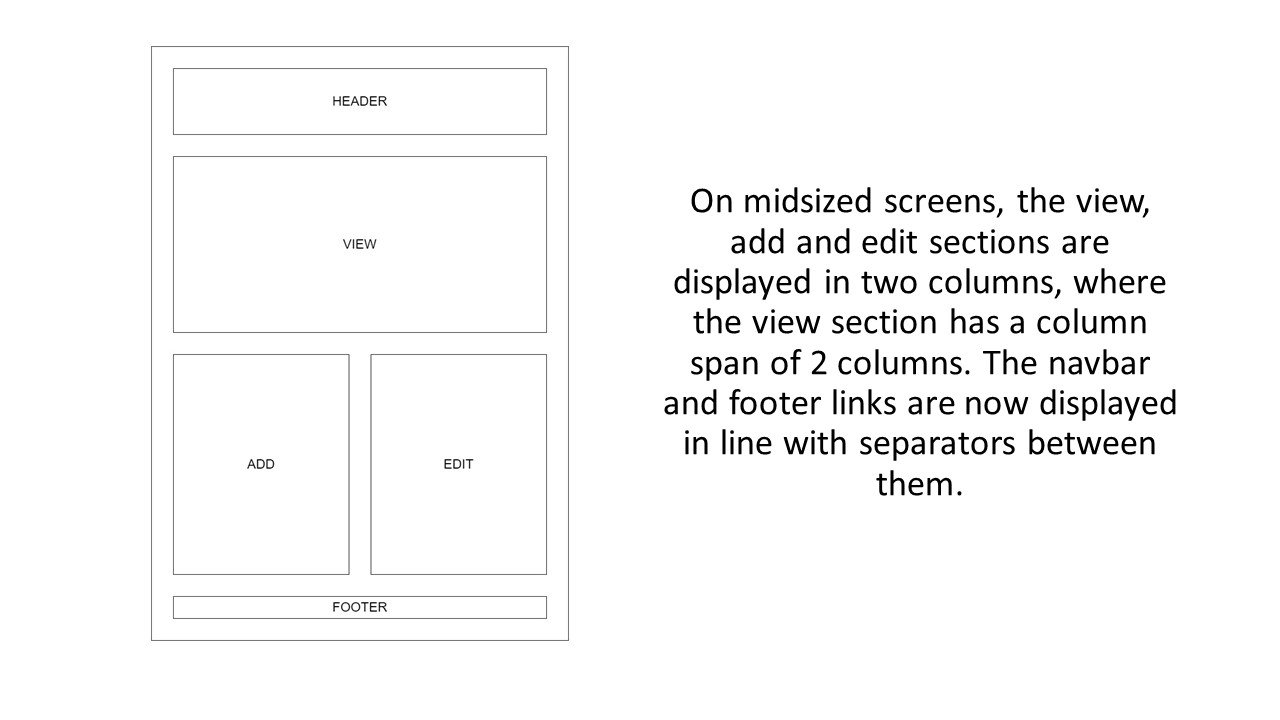 HEADER
VIEW
ADD
EDIT
FOOTER
On midsized screens, the view,
add and edit sections are
displayed in two columns, where
the view section has a column
span of 2 columns. The navbar
and footer links are now displayed
in line with separators between
them.